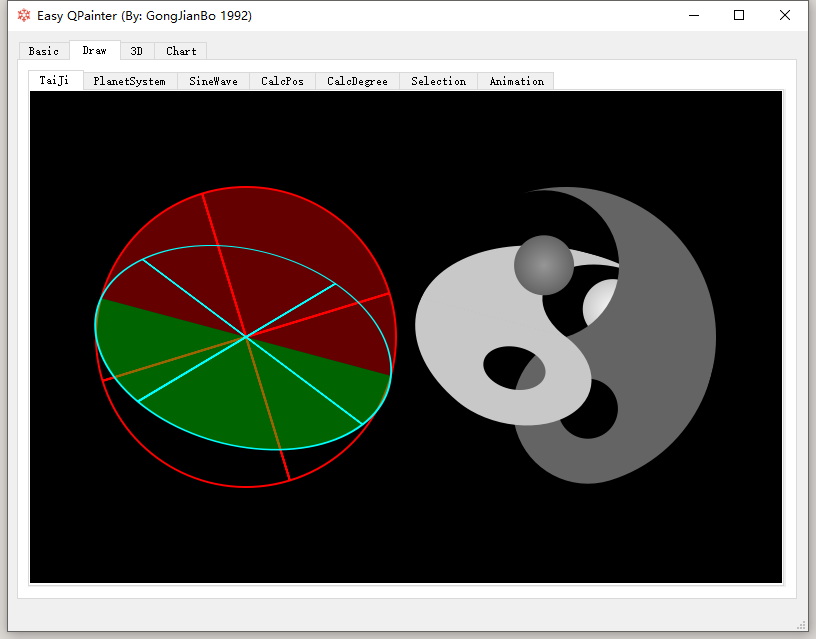 Easy QPainter (By: GongJianBo 1992)
Basic Draw 3D Chart
TaiJi PlanetSystem SineWave CalcPos CalcDegree Selection Animation